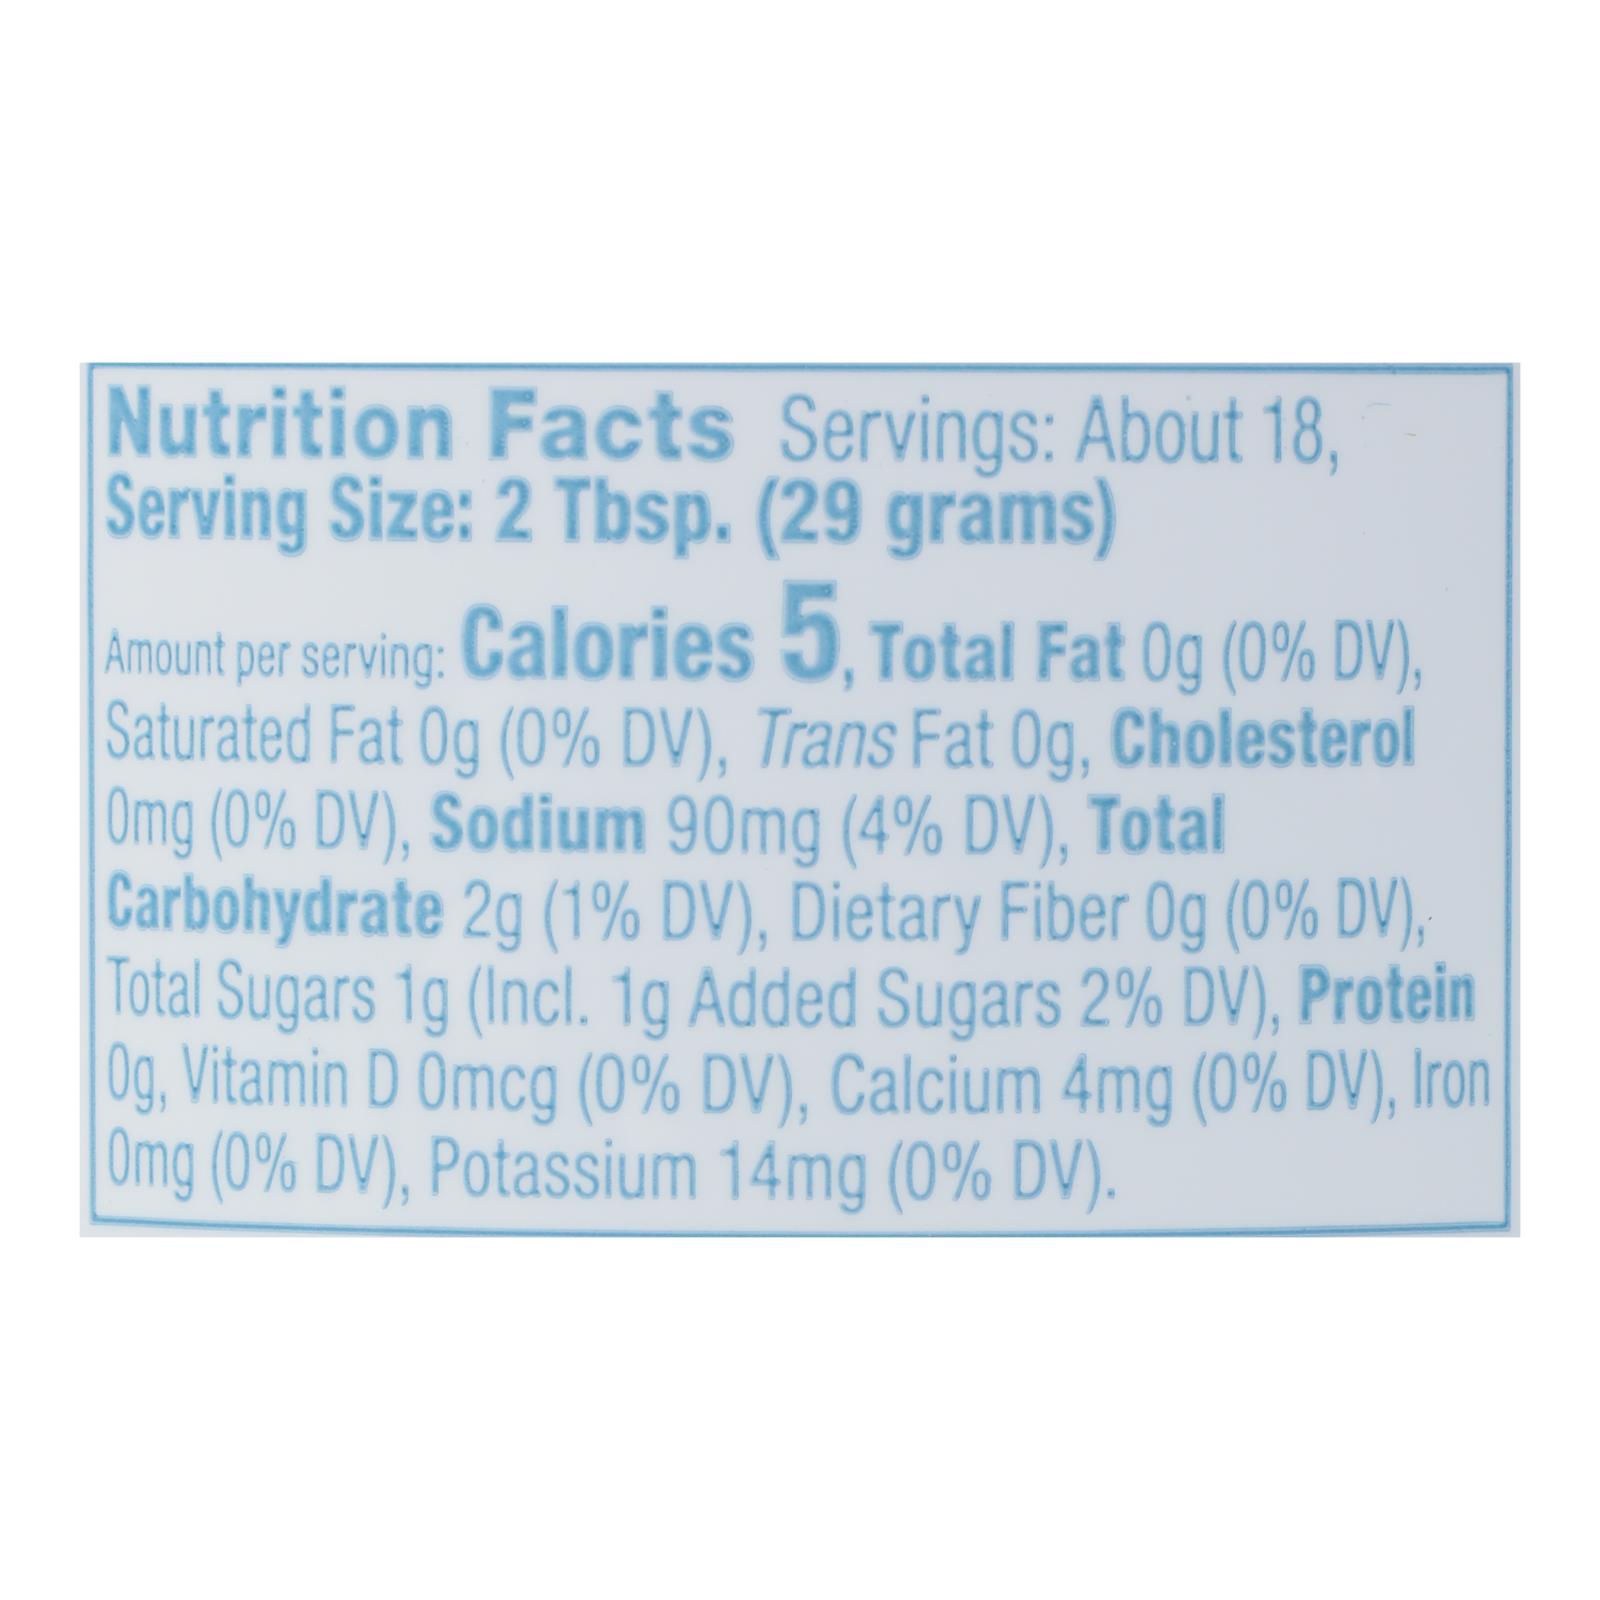 Nutrition Facts Servings: About 18,
Serving Size: 2 Tbsp. (29 grams)
Amount per serving: Calories 5, Total Fat 0g (0% DV),
Saturated Fat 0g (0% DV), Trans Fat 0g, Cholesterol
0mg (0% DV), Sodium 90mg (4% DV), Total
Carbohydrate 2g (1% DV), Dietary Fiber 0g (0% DV),
Total Sugars 1g (Incl. 1g Added Sugars 2% DV), Protein
0g, Vitamin D 0mcg (0% DV), Calcium 4mg (0% DV), Iron
0mg (0% DV), Potassium 14mg (0% DV).